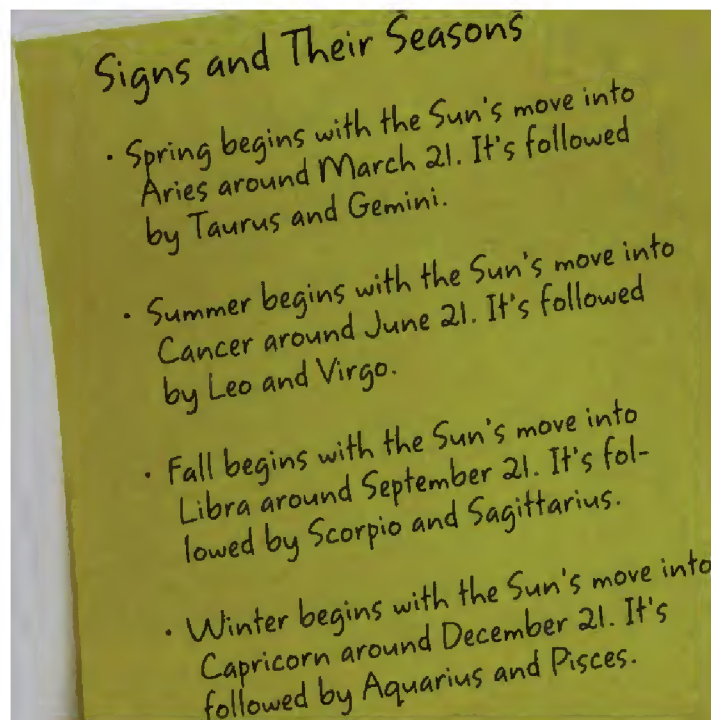 Signs and Their Seasons
· Spring begins with the Sun's move into
Aries around March 21. It's followed
by Taurus and Gemini.
· Summer begins with the Sun's move into
Cancer around June 21. It's followed
by Leo and Virgo.
· Fall begins with the Sun's move into
Libra around September 21. It's fol-
lowed by Scorpio and Sagittarius.
· Winter begins with the Sun's move into
Capricorn around December 21. It's
followed by Aquarius and Pisces.